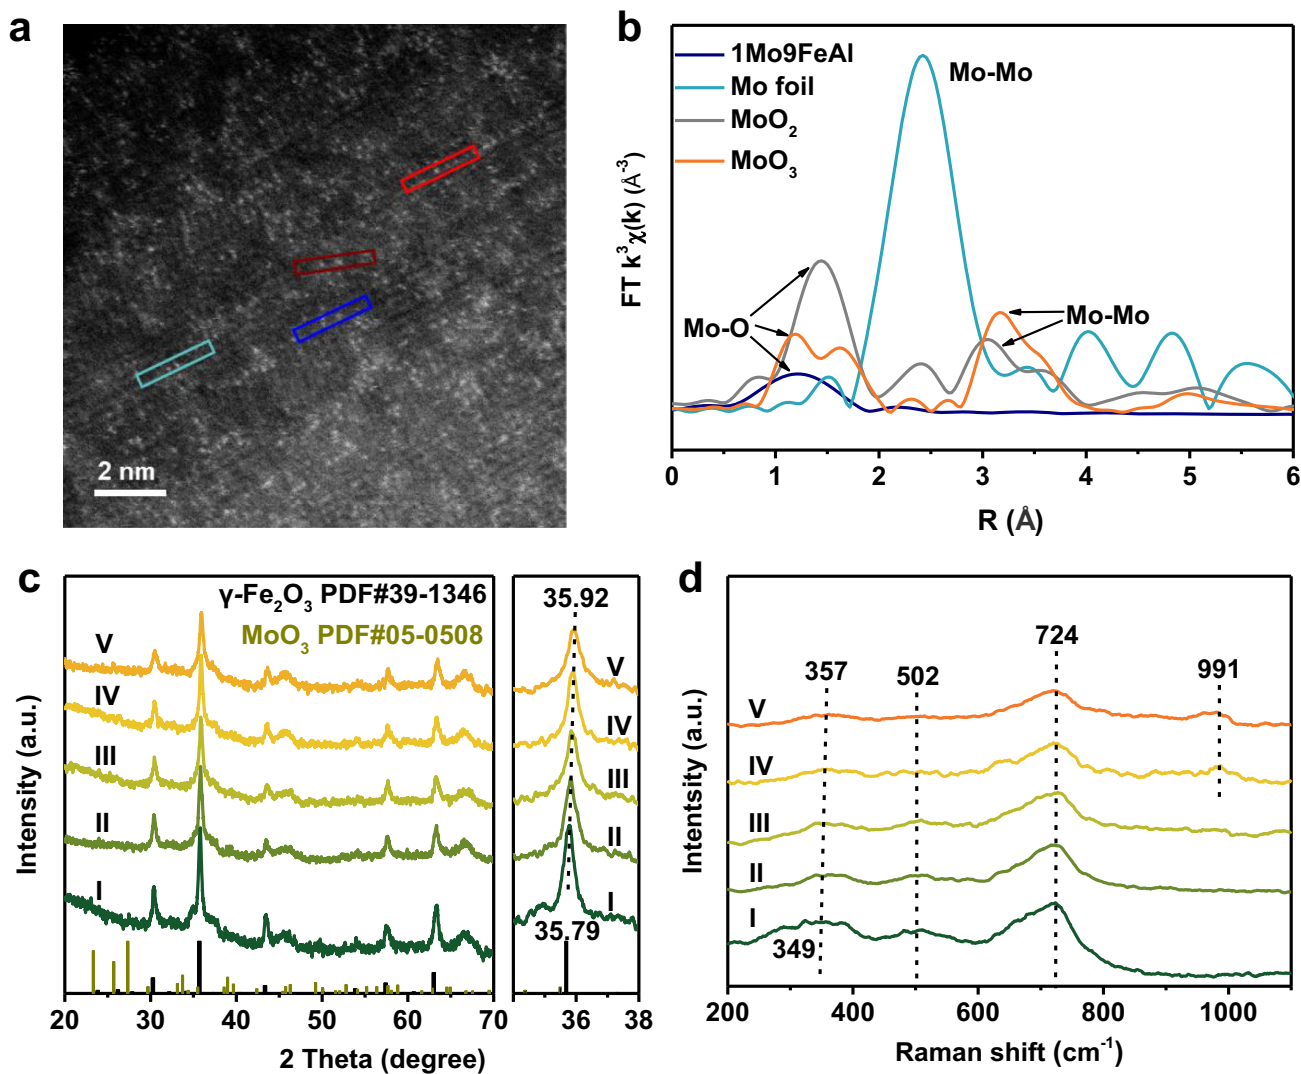 a
2 nm
b
1Mo9FeAl
Mo foil
MoO2
MoO3
Mo-Mo
Mo-O
Mo-Mo
FT k3χ(k) (Å-3)
0 1 2 3 4 5 6
R (Å)
c
γ-Fe2O3 PDF#39-1346
MoO3 PDF#05-0508
V
IV
III
II
I
Intensity (a.u.)
20 30 40 50 60 70
2 Theta (degree)
35.92
V
IV
III
II
I
35.79
36 38
d
724
357
502
991
V
IV
III
II
I
349
Intentsity (a.u.)
200 400 600 800 1000
Raman shift (cm-1)